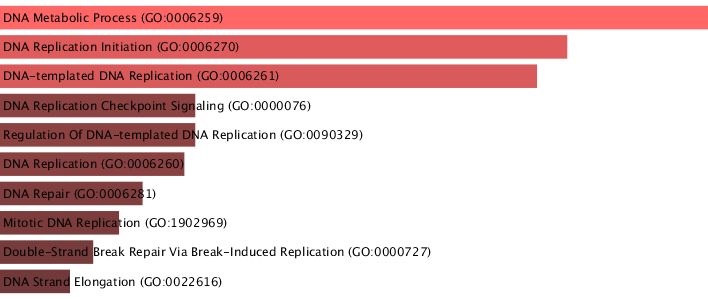 DNA Metabolic Process (GO:0006259)
DNA Replication Initiation (GO:0006270)
DNA-templated DNA Replication (GO:0006261)
DNA Replication Checkpoint Signaling (GO:0000076)
Regulation Of DNA-templated DNA Replication (GO:0090329)
DNA Replication (GO:0006260)
DNA Repair (GO:0006281)
Mitotic DNA Replication (GO:1902969)
Double-Strand Break Repair Via Break-Induced Replication (GO:0000727)
DNA Strand Elongation (GO:0022616)